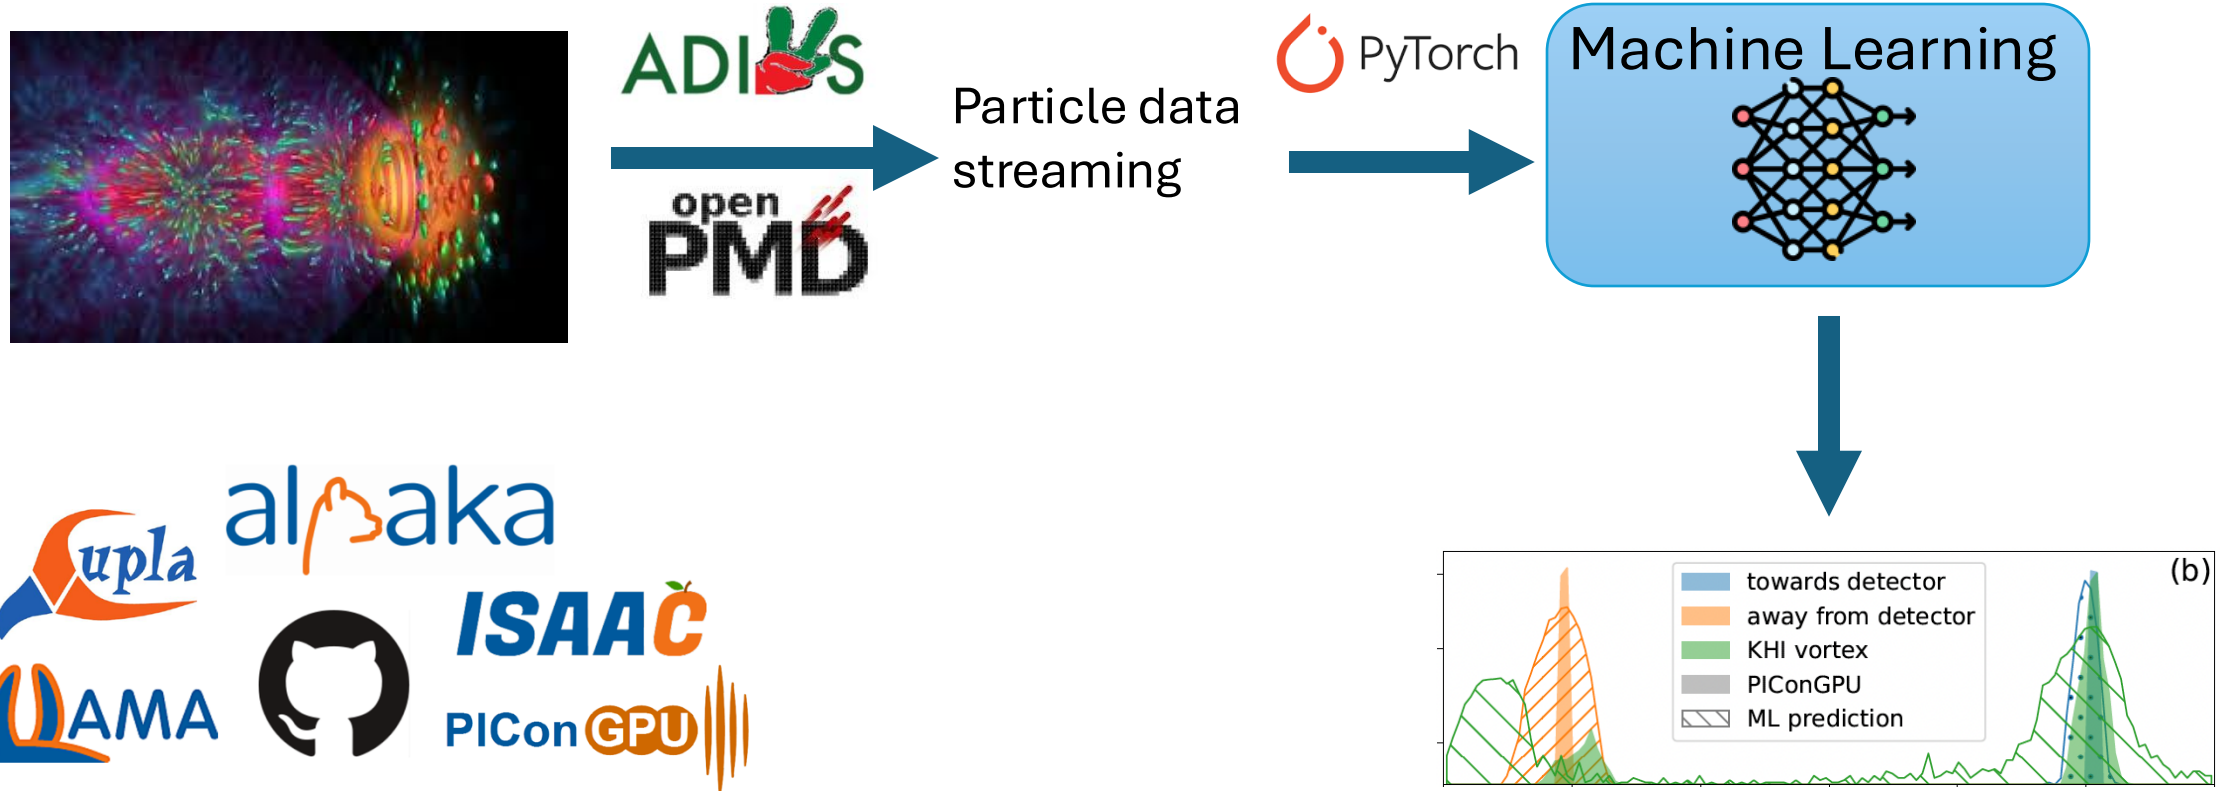 ADIOS
open
PMD
Particle data
streaming
PyTorch
Machine Learning
alpaka
Cupla
ISAAC
LLAMA
PIConGPU
(b)
towards detector
away from detector
KHI vortex
PIConGPU
ML prediction